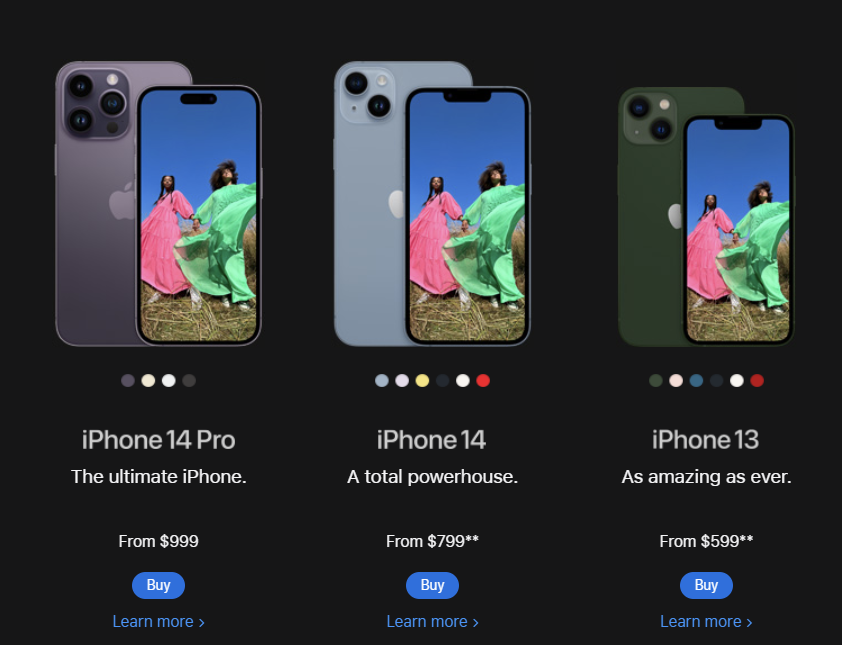 iPhone 14 Pro
The ultimate iPhone.
From $999
Buy
Learn more >
iPhone 14
A total powerhouse.
From $799**
Buy
Learn more >
iPhone 13
As amazing as ever.
From $599**
Buy
Learn more >